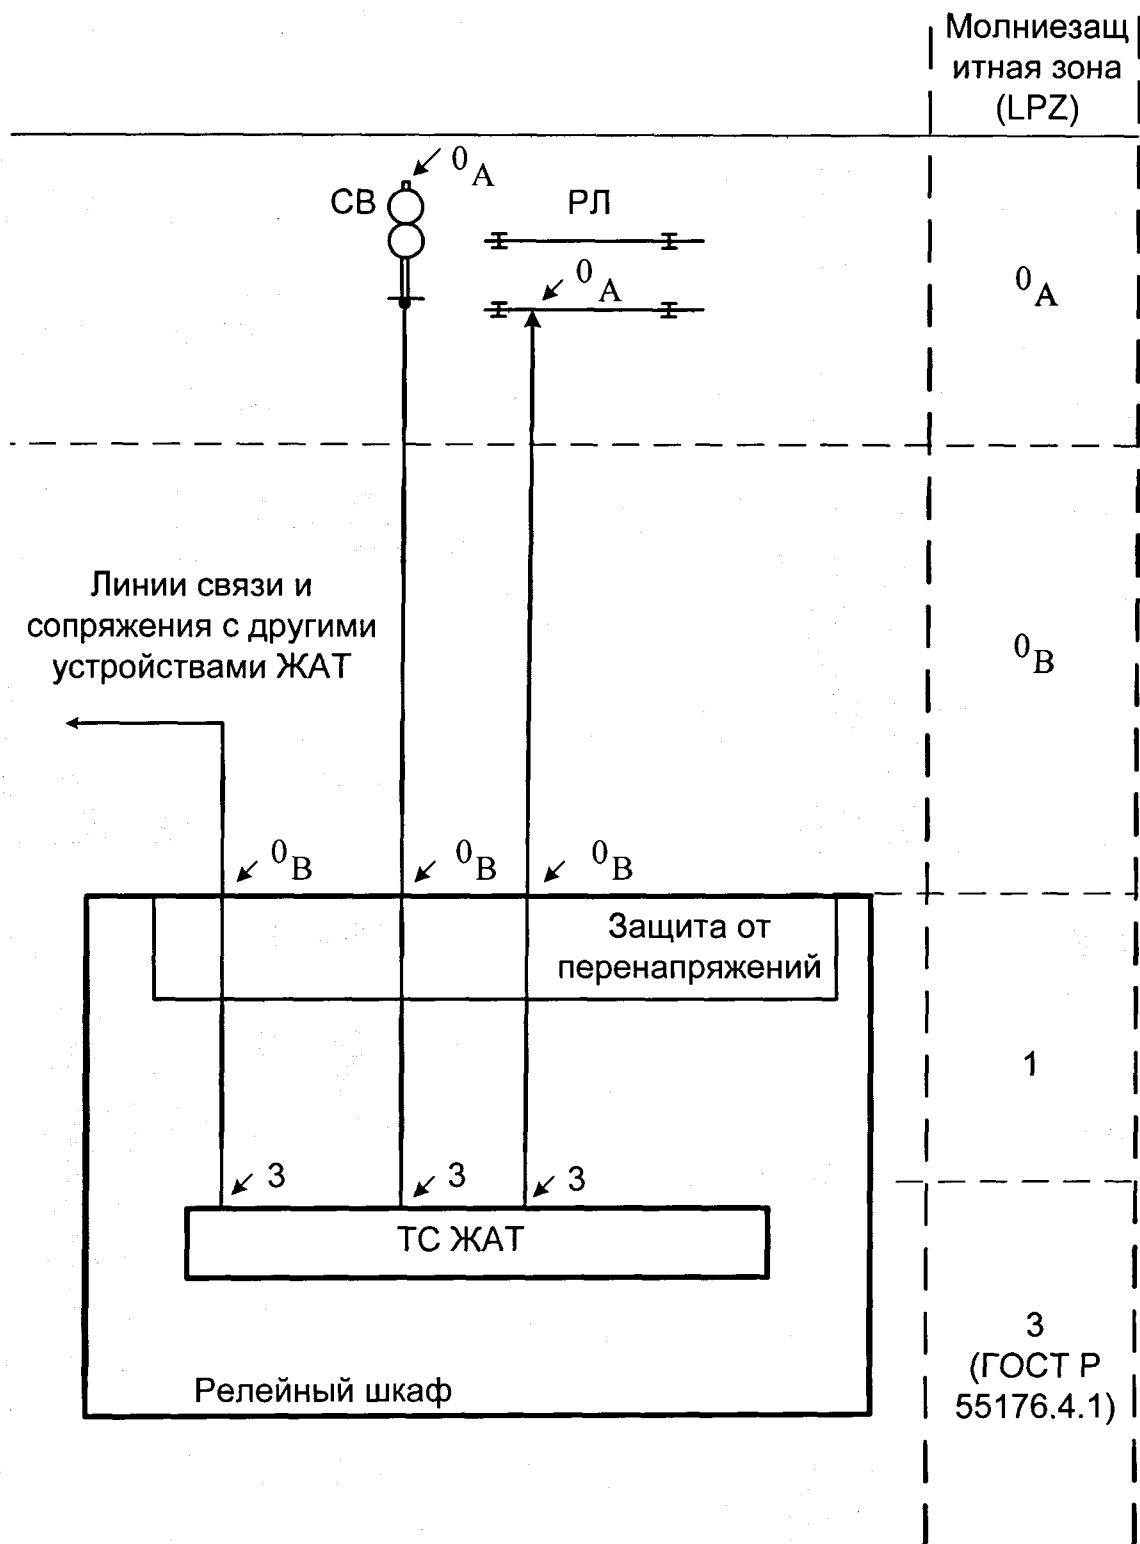 Молниезащ
итная зона
(LPZ)
0A
СВ
РЛ
0A
0A
Линии связи и
сопряжения с другими
устройствами ЖАТ
0B
0B
0B
0B
Защита от
перенапряжений
1
3
3
3
ТС ЖАТ
3
(ГОСТ Р
55176.4.1)
Релейный шкаф